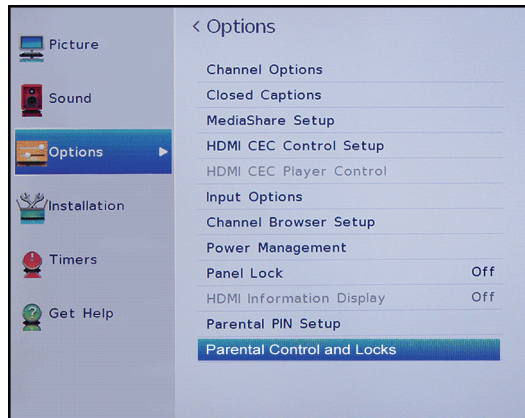 Picture
Sound
Options
Installation
Timers
Get Help
< Options
Channel Options
Closed Captions
MediaShare Setup
HDMI CEC Control Setup
HDMI CEC Player Control
Input Options
Channel Browser Setup
Power Management
Panel Lock Off
HDMI Information Display Off
Parental PIN Setup
Parental Control and Locks